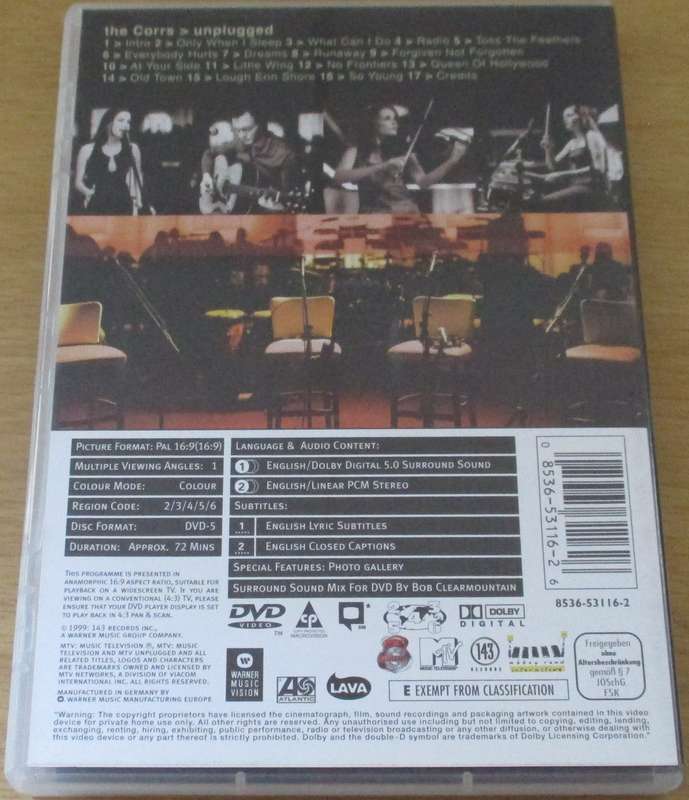 the Corrs > unplugged
1 > Intro 2 > Only When I Sleep 3 > What Can I Do 4 > Radio 5 > Toss The Feathers
6 > Everybody Hurts 7 > Dreams 8 > Runaway 9 > Forgiven Not Forgotten
10 > At Your Side 11 > Little Wing 12 > No Frontiers 13 > Queen Of Hollywood
14 > Old Town 15 > Lough Erin Shore 16 > So Young 17 > Credits
PICTURE FORMAT: PAL 16:9(16:9)
MULTIPLE VIEWING ANGLES: 1
COLOUR MODE: COLOUR
REGION CODE: 2/3/4/5/6
DISC FORMAT: DVD-5
DURATION: APPROX. 72 MINS
LANGUAGE & AUDIO CONTENT:
1 ENGLISH/DOLBY DIGITAL 5.0 SURROUND SOUND
2 ENGLISH/LINEAR PCM STEREO
SUBTITLES:
1 ENGLISH LYRIC SUBTITLES
2 ENGLISH CLOSED CAPTIONS
SPECIAL FEATURES: PHOTO GALLERY
SURROUND SOUND MIX FOR DVD BY BOB CLEARMOUNTAIN
0 8536-53116-2 6
8536-53116-2
THIS PROGRAMME IS PRESENTED IN
ANAMORPHIC 16:9 ASPECT RATIO, SUITABLE FOR
PLAYBACK ON A WIDESCREEN TV. IF YOU ARE
VIEWING ON A CONVENTIONAL (4:3) TV, PLEASE
ENSURE THAT YOUR DVD PLAYER DISPLAY IS SET
TO PLAY BACK IN 4:3 PAN & SCAN.
© 1999: 143 RECORDS INC.,
A WARNER MUSIC GROUP COMPANY.
MTV: MUSIC TELEVISION ®, MTV: MUSIC
TELEVISION AND MTV UNPLUGGED AND ALL
RELATED TITLES, LOGOS AND CHARACTERS
ARE TRADEMARKS OWNED AND LICENSED BY
MTV NETWORKS, A DIVISION OF VIACOM
INTERNATIONAL INC. ALL RIGHTS RESERVED.
MANUFACTURED IN GERMANY BY
WARNER MUSIC MANUFACTURING EUROPE.
DVD VIDEO TM
CP
DOLBY DIGITAL
WARNER MUSIC VISION
ATLANTIC
LAVA
MTV MUSIC TELEVISION
143 RECORDS
E EXEMPT FROM CLASSIFICATION
Freigegeben
ohne
Altersbeschränkung
gemäß § 7
JÖSchG
FSK
"Warning: The copyright proprietors have licensed the cinematograph, film, sound recordings and packaging artwork contained in this video
device for private home use only. All other rights are reserved. Any unauthorised use including but not limited to copying, editing, lending,
exchanging, renting, hiring, exhibiting, public performance, radio or television broadcasting or any other diffusion, or otherwise dealing with
this video device or any part thereof is strictly prohibited. Dolby and the double-D symbol are trademarks of Dolby Licensing Corporation."